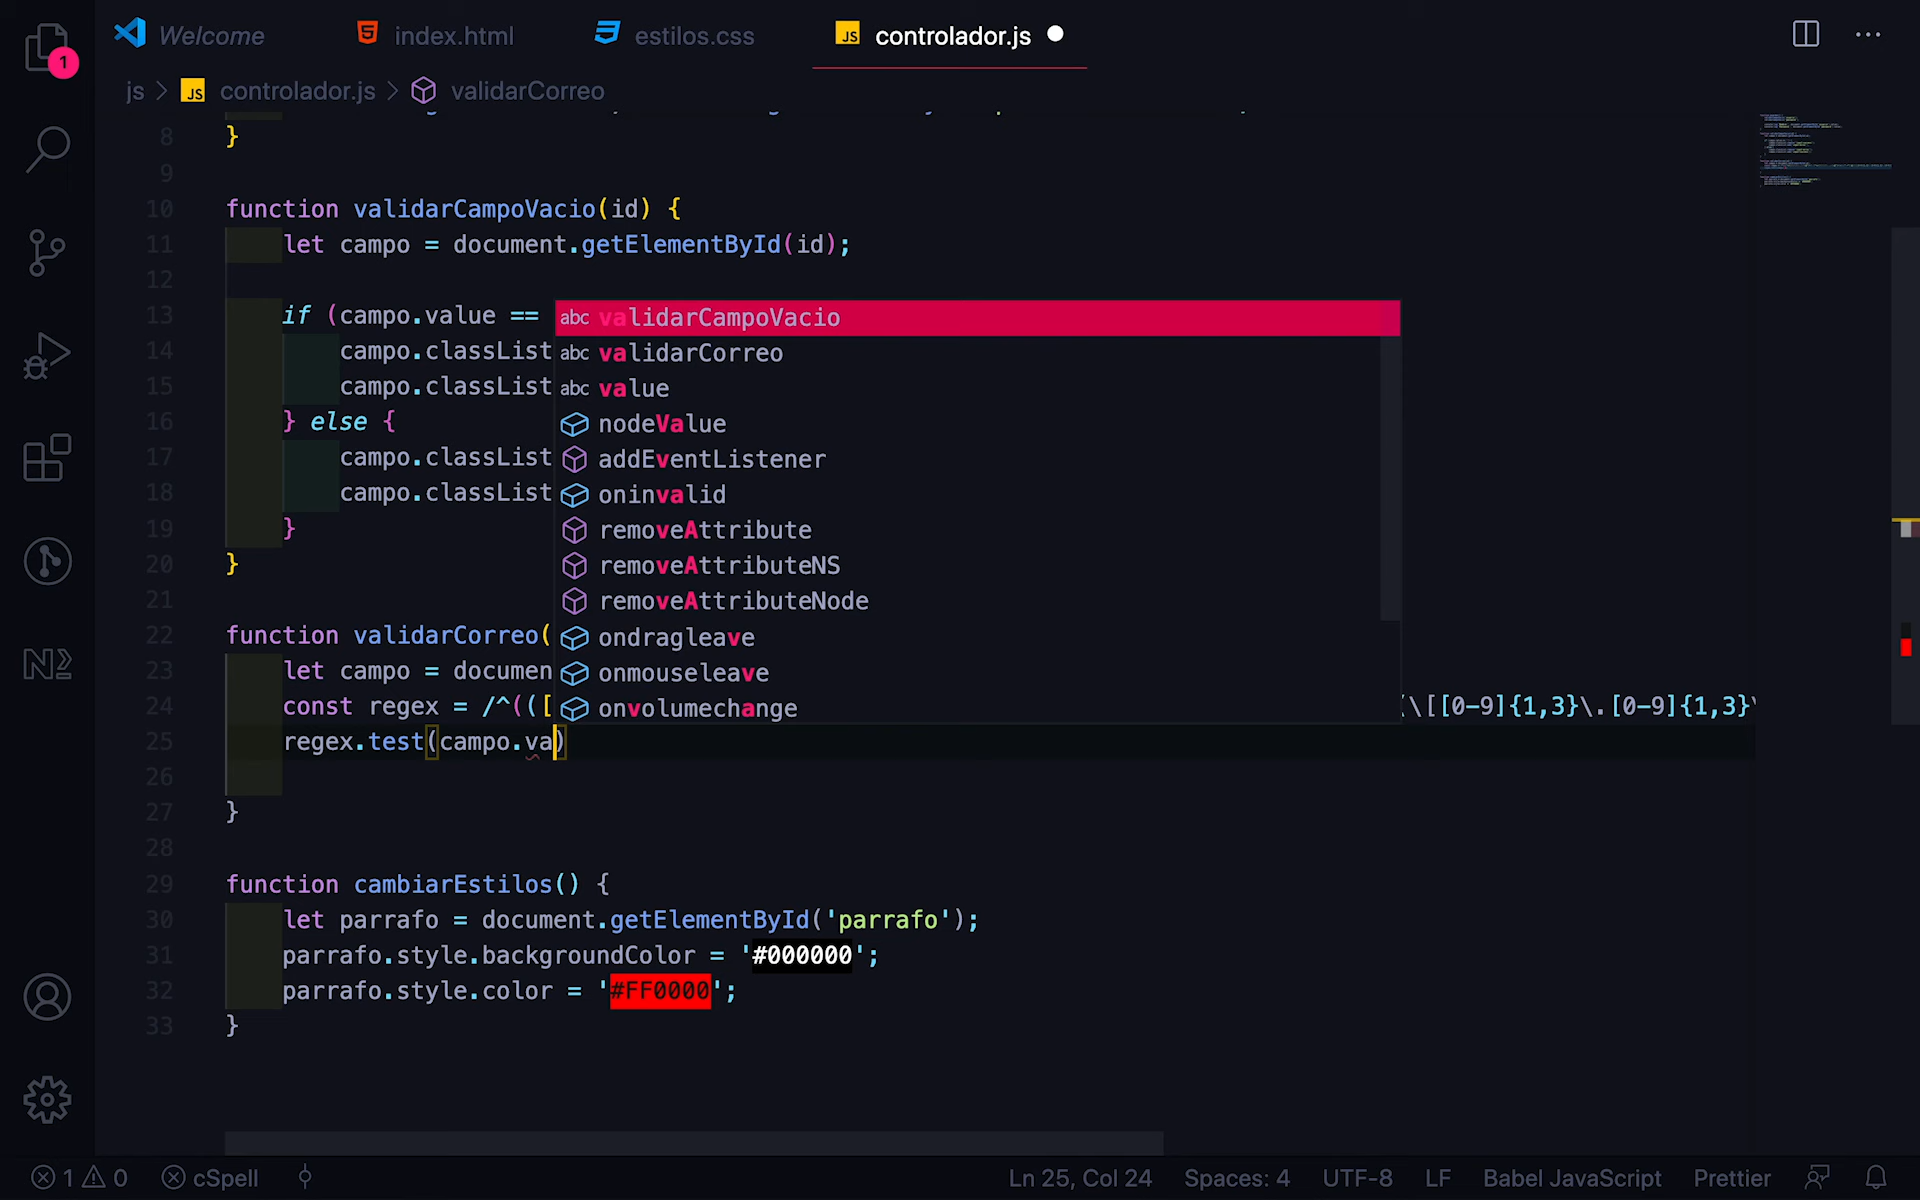 Welcome
index.html
estilos.css
JS controlador.js
1
js > JS controlador.js > validarCorreo
8 }
9
10 function validarCampoVacio(id) {
11 let campo = document.getElementById(id);
12
13 if (campo.value ==
14 campo.classList
15 campo.classList
16 } else {
17 campo.classList
18 campo.classList
19 }
20 }
21
22 function validarCorreo(
23 let campo = documen
24 const regex = /^(([ (\[[0-9]{1,3}\.[0-9]{1,3}\
25 regex.test(campo.va)
26
27 }
28
29 function cambiarEstilos() {
30 let parrafo = document.getElementById('parrafo');
31 parrafo.style.backgroundColor = '#000000';
32 parrafo.style.color = '#FF0000';
33 }
abc validarCampoVacio
abc validarCorreo
abc value
nodeValue
addEventListener
oninvalid
removeAttribute
removeAttributeNS
removeAttributeNode
ondragleave
onmouseleave
onvolumechange
1 0 cSpell
Ln 25, Col 24 Spaces: 4 UTF-8 LF Babel JavaScript Prettier